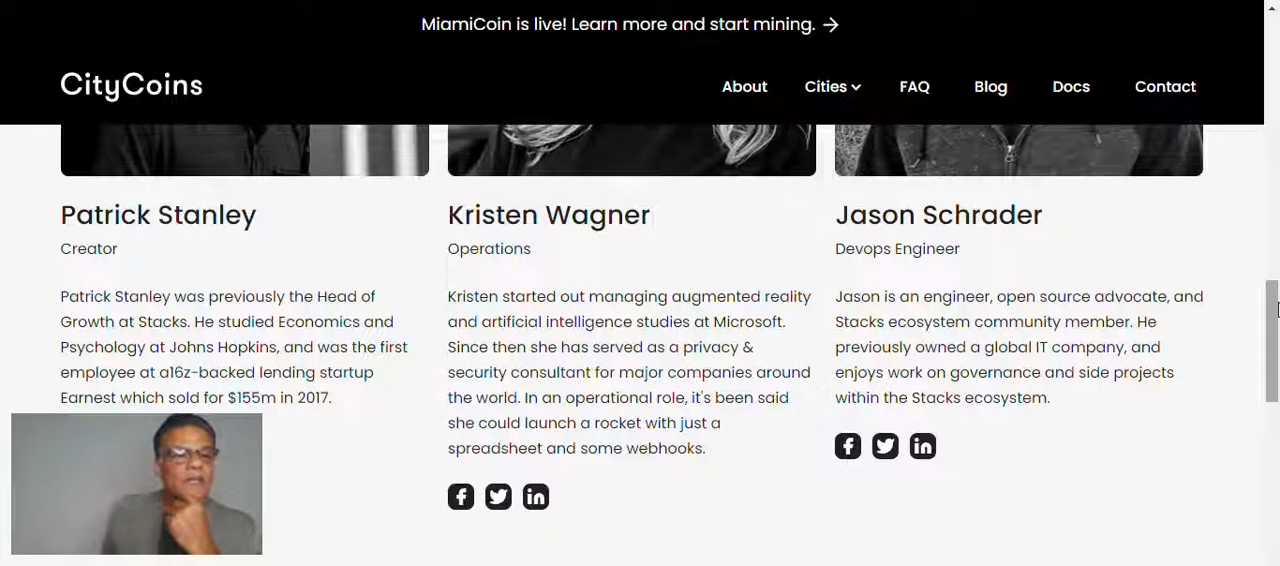 MiamiCoin is live! Learn more and start mining. →
CityCoins
About
Cities
FAQ
Blog
Docs
Contact
Patrick Stanley
Creator
Patrick Stanley was previously the Head of
Growth at Stacks. He studied Economics and
Psychology at Johns Hopkins, and was the first
employee at a16z-backed lending startup
Earnest which sold for $155m in 2017.
Kristen Wagner
Operations
Kristen started out managing augmented reality
and artificial intelligence studies at Microsoft.
Since then she has served as a privacy &
security consultant for major companies around
the world. In an operational role, it's been said
she could launch a rocket with just a
spreadsheet and some webhooks.
Jason Schrader
Devops Engineer
Jason is an engineer, open source advocate, and
Stacks ecosystem community member. He
previously owned a global IT company, and
enjoys work on governance and side projects
within the Stacks ecosystem.